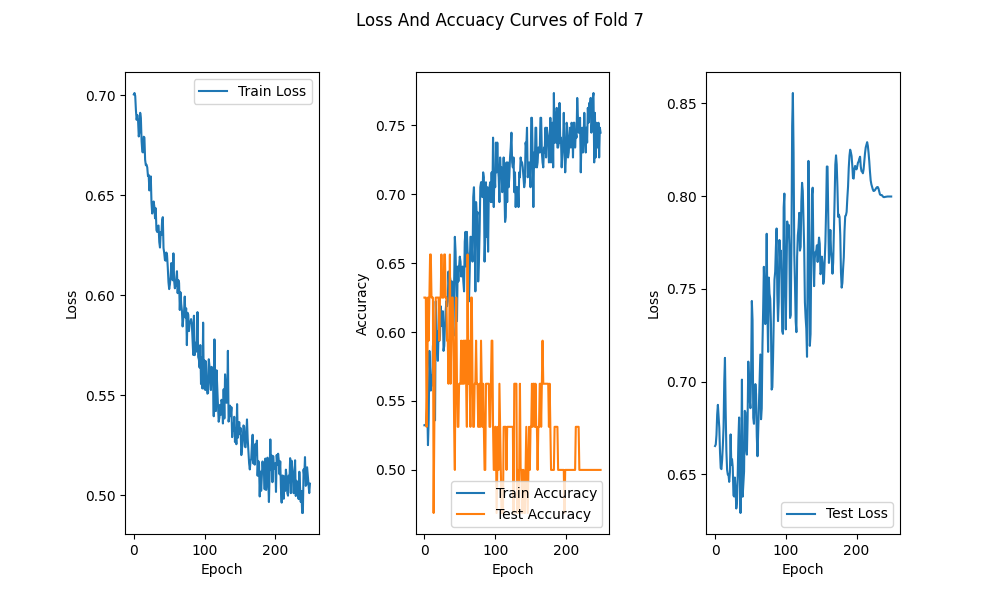 Loss And Accuacy Curves of Fold 7
0.70
0.65
0.60
0.55
0.50
Loss
0
100
200
Epoch
Train Loss
0.75
0.70
0.65
0.60
0.55
0.50
Accuracy
0
100
200
Epoch
Train Accuracy
Test Accuracy
0.85
0.80
0.75
0.70
0.65
Loss
0
100
200
Epoch
Test Loss